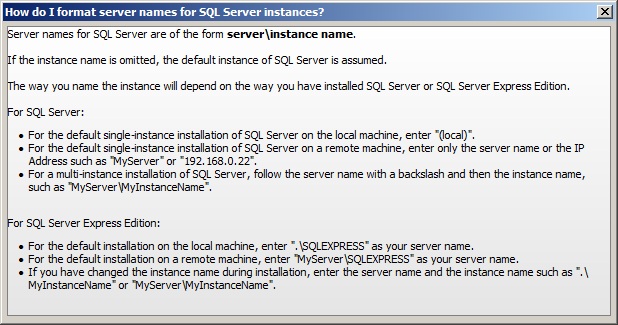 How do I format server names for SQL Server instances?
Server names for SQL Server are of the form server\instance name.
If the instance name is omitted, the default instance of SQL Server is assumed.
The way you name the instance will depend on the way you have installed SQL Server or SQL Server Express Edition.
For SQL Server:
• For the default single-instance installation of SQL Server on the local machine, enter "(local)".
• For the default single-instance installation of SQL Server on a remote machine, enter only the server name or the IP
Address such as "MyServer" or "192.168.0.22".
• For a multi-instance installation of SQL Server, follow the server name with a backslash and then the instance name,
such as "MyServer\MyInstanceName".
For SQL Server Express Edition:
• For the default installation on the local machine, enter ".\SQLEXPRESS" as your server name.
• For the default installation on a remote machine, enter "MyServer\SQLEXPRESS" as your server name.
• If you have changed the instance name during installation, enter the server name and the instance name such as ".\
MyInstanceName" or "MyServer\MyInstanceName".